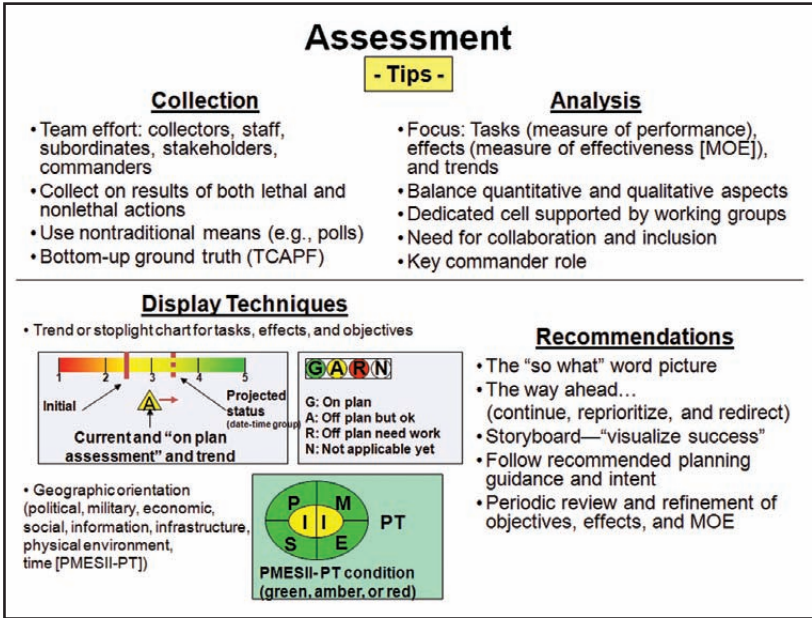 Assessment
- Tips -
Collection
• Team effort: collectors, staff,
subordinates, stakeholders,
commanders
• Collect on results of both lethal and
nonlethal actions
• Use nontraditional means (e.g., polls)
• Bottom-up ground truth (TCAPF)
Analysis
• Focus: Tasks (measure of performance),
effects (measure of effectiveness [MOE]),
and trends
• Balance quantitative and qualitative aspects
• Dedicated cell supported by working groups
• Need for collaboration and inclusion
• Key commander role
Display Techniques
• Trend or stoplight chart for tasks, effects, and objectives
1 2 3 4 5
Initial
Projected
status
(date-time group)
A
Current and "on plan
assessment" and trend
G A R N
G: On plan
A: Off plan but ok
R: Off plan need work
N: Not applicable yet
• Geographic orientation
(political, military, economic,
social, information, infrastructure,
physical environment,
time [PMESII-PT])
P M
I I
S E
PT
PMESII-PT condition
(green, amber, or red)
Recommendations
• The "so what" word picture
• The way ahead…
(continue, reprioritize, and redirect)
• Storyboard—"visualize success"
• Follow recommended planning
guidance and intent
• Periodic review and refinement of
objectives, effects, and MOE